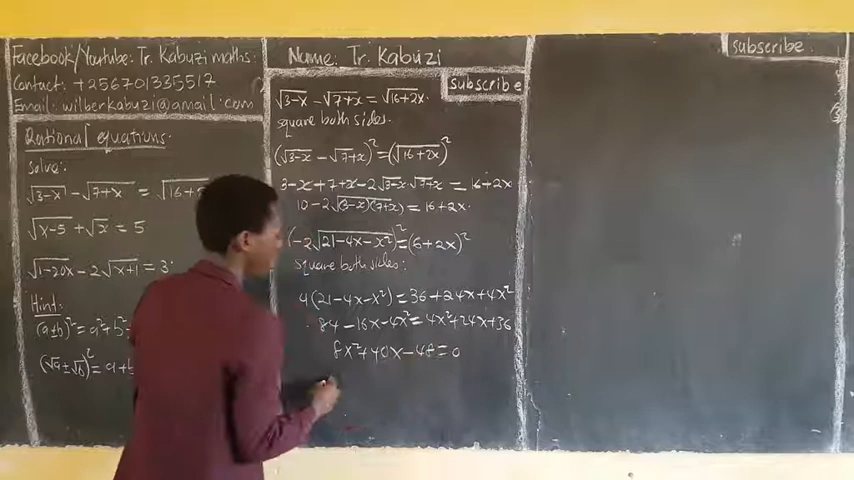 Facebook/Youtube: Tr. Kabuzi maths.
Contact: +256701335517
Email: wilberkabuzi@gmail.com
Rational equations.
Solve:
√(3-x) - √(7+x) = √(16+2
√(x-5) + √x = 5
√(1-20x) - 2√(x+1) = 3
Hint:
(a±b)² = a²+b²
(√a±√b)² = a+b
Name: Tr. Kabuzi
subscribe
√(3-x) - √(7+x) = √(16+2x)
square both sides.
(√(3-x) - √(7+x))² = (√(16+2x))²
3-x+7+x-2√(3-x)·√(7+x) = 16+2x
10-2√((3-x)(7+x)) = 16+2x.
(-2√(21-4x-x²))² = (6+2x)²
square both sides:
4(21-4x-x²) = 36+24x+4x²
84-16x-4x² = 4x²+24x+36
8x²+40x-48=0
subscribe